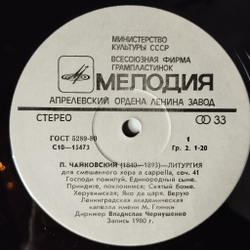 МИНИСТЕРСТВО
КУЛЬТУРЫ СССР
ВСЕСОЮЗНАЯ ФИРМА
ГРАМПЛАСТИНОК
МЕЛОДИЯ
АПРЕЛЕВСКИЙ ОРДЕНА ЛЕНИНА ЗАВОД
СТЕРЕО 33
ГОСТ 5289-80 1
С10—15473 Гр. 2. 1-20
П. ЧАЙКОВСКИЙ (1840—1893)—ЛИТУРГИЯ
для смешанного хора a cappella, соч. 41
Господи помилуй. Единородный сыне.
Приидите, поклонимся; Святый боже.
Херувимская. Яко да царя. Верую
Ленинградская академическая
капелла имени М. Глинки
Дирижер Владислав Чернушенко
Запись 1980 г.